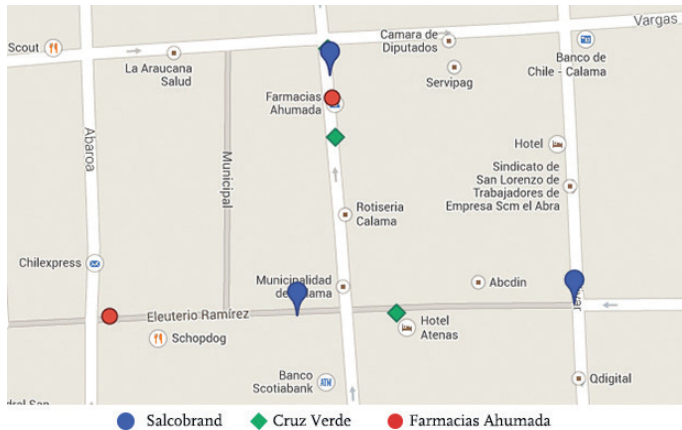 Vargas
Scout
Camara de
Diputados
La Araucana
Salud
Servipag
Banco de
Chile - Calama
Farmacias
Ahumada
Abaroa
Municipal
Hotel
Sindicato de
San Lorenzo de
Trabajadores de
Empresa Scm el Abra
Rotiseria
Calama
Chilexpress
Municipalidad
Abcdin
Eleuterio Ramírez
Schopdog
Hotel
Atenas
Banco
Scotiabank
ATN
Qdigital
Salcobrand
Cruz Verde
Farmacias Ahumada